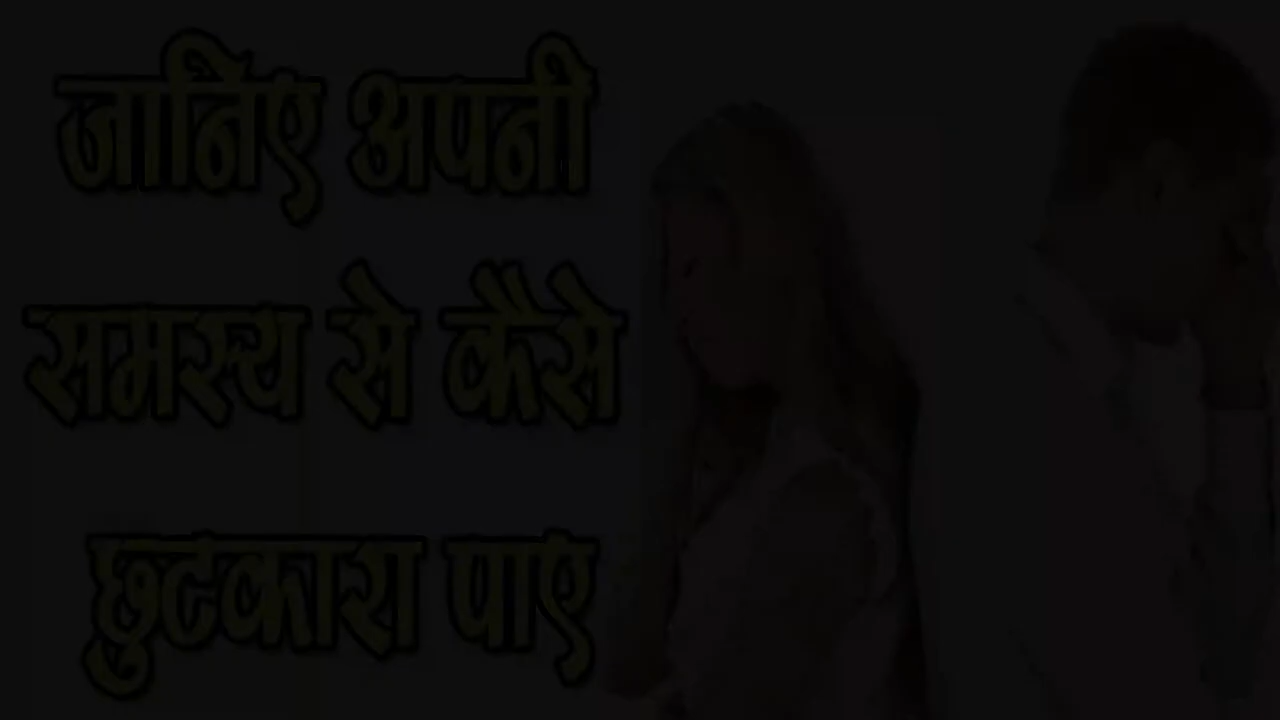 जानिए अपनी
समस्य से कैसे
छुटकारा पाए